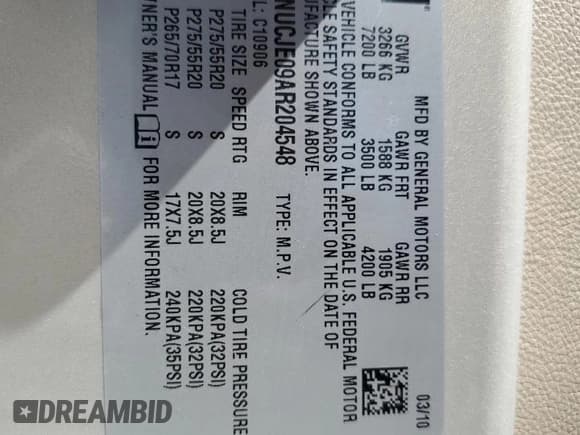 MFD BY GENERAL MOTORS LLC 03/10
GVWR GAWR FRT GAWR RR
3266 KG 1588 KG 1905 KG
7200 LB 3500 LB 4200 LB
VEHICLE CONFORMS TO ALL APPLICABLE U.S. FEDERAL MOTOR
LE SAFETY STANDARDS IN EFFECT ON THE DATE OF
UFACTURE SHOWN ABOVE.
NUCJE09AR204548 TYPE: M.P.V.
L: C10906
TIRE SIZE SPEED RTG RIM COLD TIRE PRESSURE
P275/55R20 S 20X8.5J 220KPA(32PSI)
P275/55R20 S 20X8.5J 220KPA(32PSI)
P265/70R17 S 17X7.5J 240KPA(35PSI)
NER'S MANUAL FOR MORE INFORMATION.
DREAMBID